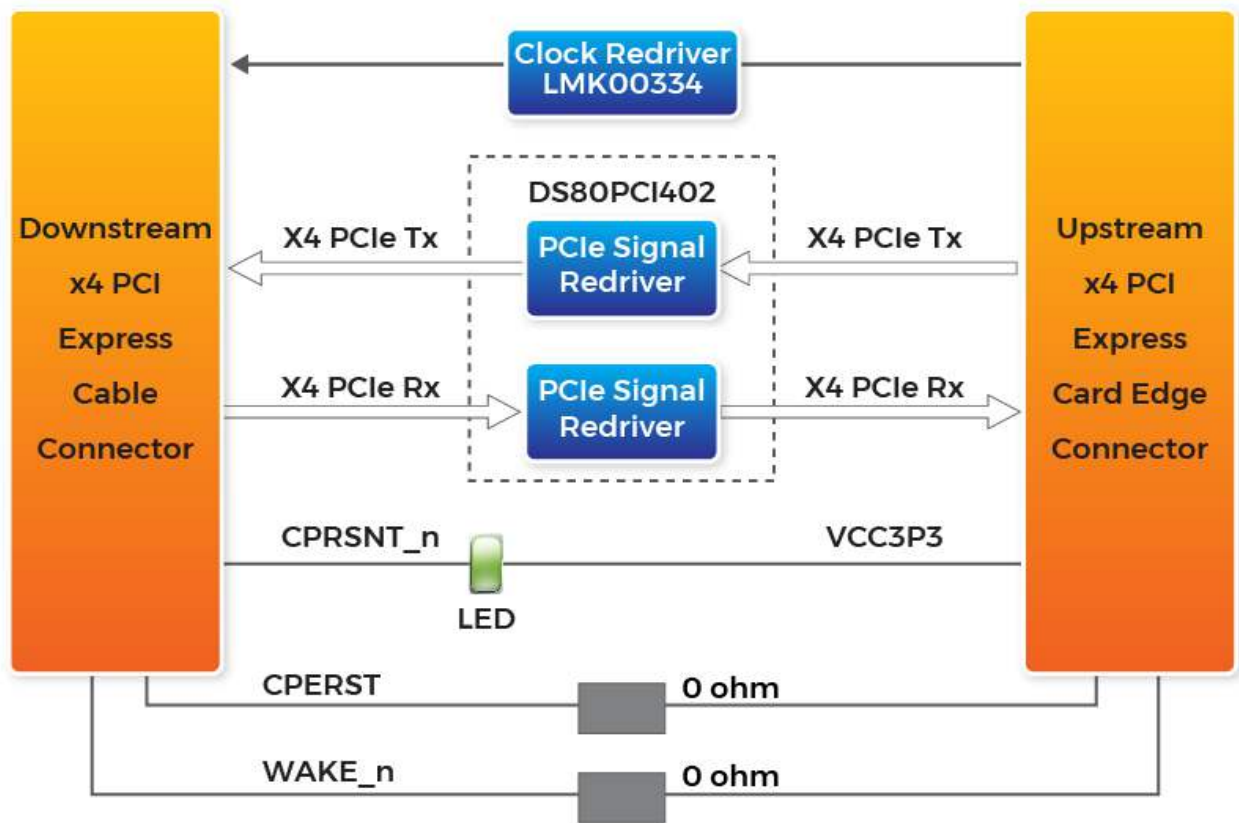 Clock Redriver
LMK00334
DS80PCI402
Downstream
x4 PCI
Express
Cable
Connector
X4 PCIe Tx
PCIe Signal
Redriver
X4 PCIe Tx
Upstream
x4 PCI
Express
Card Edge
Connector
X4 PCIe Rx
PCIe Signal
Redriver
X4 PCIe Rx
CPRSNT_n
VCC3P3
LED
CPERST
0 ohm
WAKE_n
0 ohm